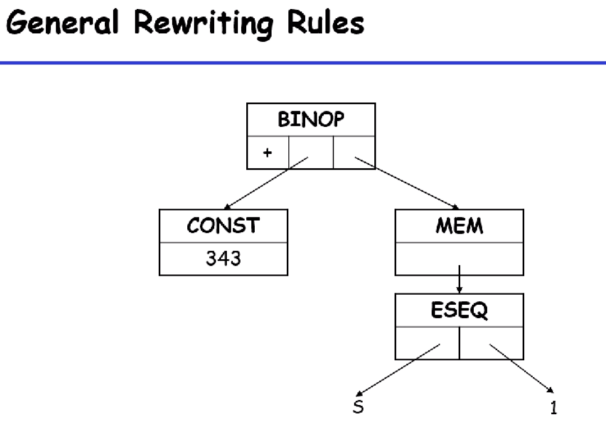 General Rewriting Rules
BINOP
+
CONST
MEM
343
ESEQ
S
1